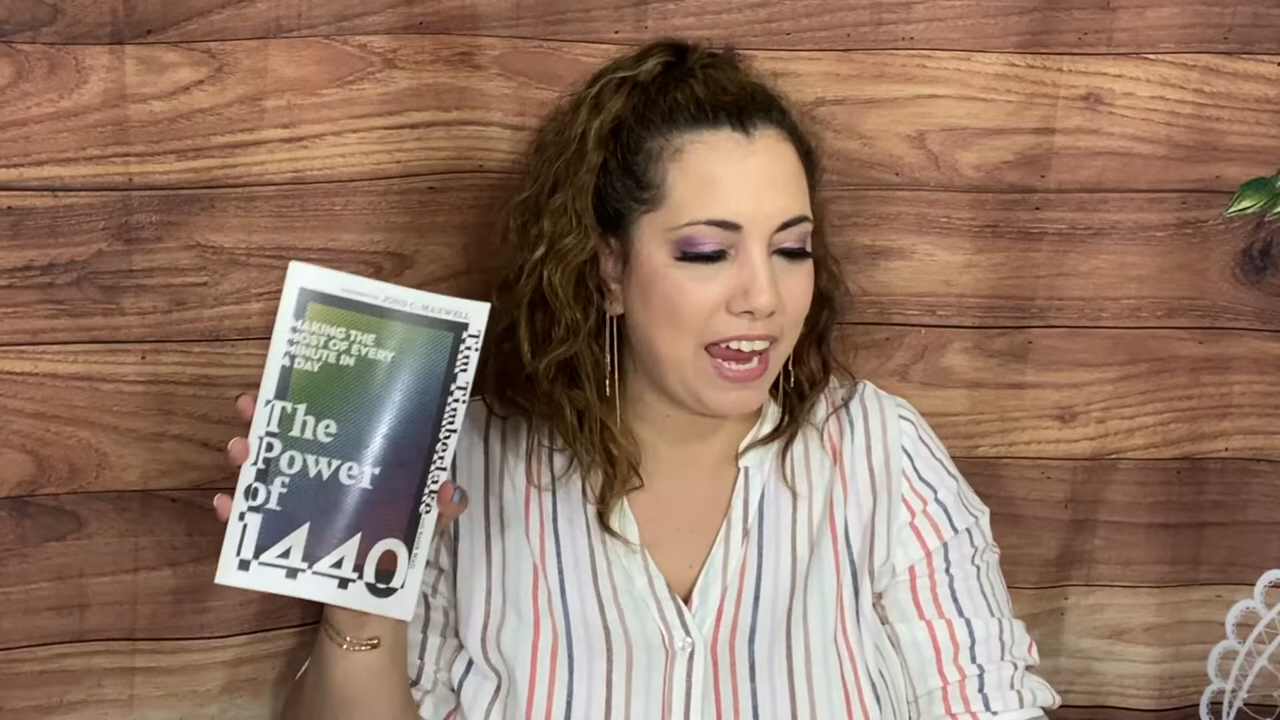 JOHN C. MAXWELL
MAKING THE
MOST OF EVERY
MINUTE IN
A DAY
Tim Timberlake
The
Power
of
1440